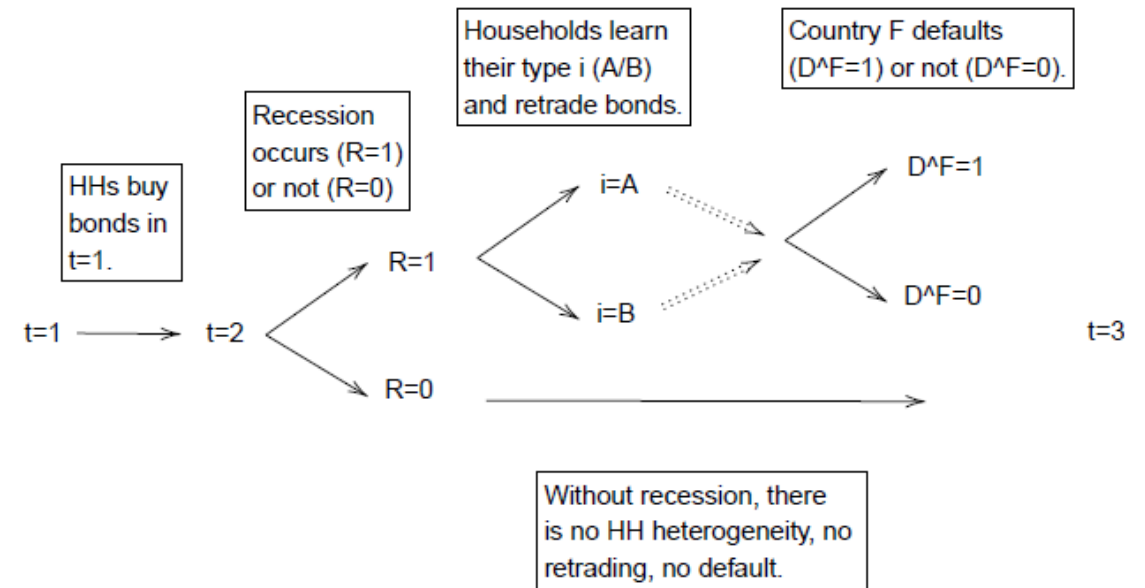 Households learn
their type i (A/B)
and retrade bonds.
Country F defaults
(D^F=1) or not (D^F=0).
Recession
occurs (R=1)
or not (R=0)
HHs buy
bonds in
t=1.
i=A
D^F=1
R=1
i=B
D^F=0
t=1
t=2
t=3
R=0
Without recession, there
is no HH heterogeneity, no
retrading, no default.